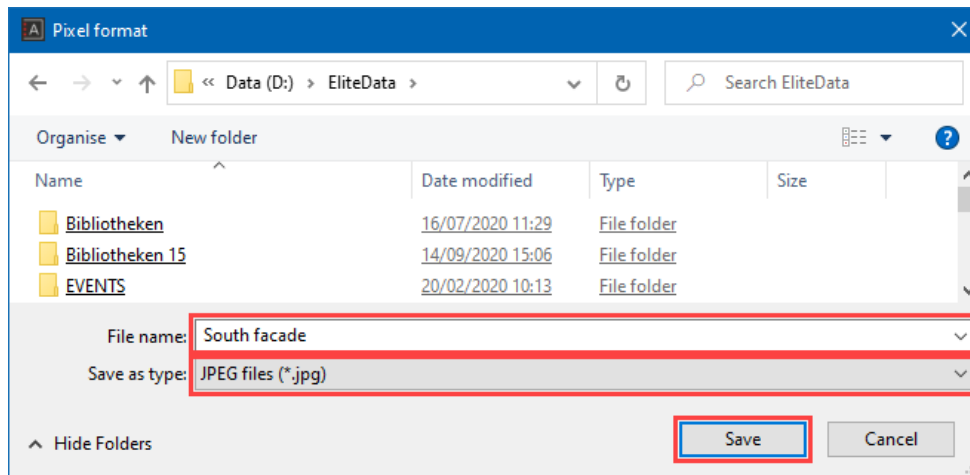 Pixel format
« Data (D:) › EliteData ›
Search EliteData
Organise New folder
Name Date modified Type Size
Bibliotheken 16/07/2020 11:29 File folder
Bibliotheken 15 14/09/2020 15:06 File folder
EVENTS 20/02/2020 10:13 File folder
File name: South facade
Save as type: JPEG files (*.jpg)
Hide Folders Save Cancel